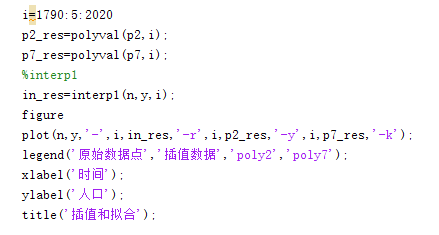 i=1790:5:2020
p2_res=polyval(p2,i);
p7_res=polyval(p7,i);
%interp1
in_res=interp1(n,y,i);
figure
plot(n,y,'-',i,in_res,'-r',i,p2_res,'-y',i,p7_res,'-k');
legend('原始数据点','插值数据','poly2','poly7');
xlabel('时间');
ylabel('人口');
title('插值和拟合');